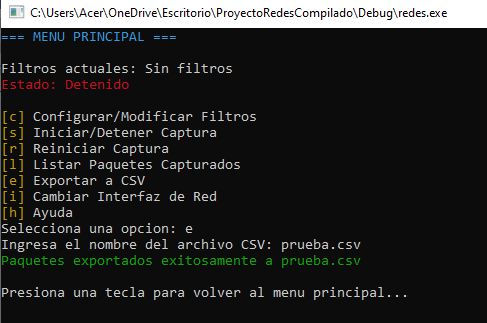 C:\Users\Acer\OneDrive\Escritorio\ProyectoRedesCompilado\Debug\redes.exe
=== MENU PRINCIPAL ===
Filtros actuales: Sin filtros
Estado: Detenido
[c] Configurar/Modificar Filtros
[s] Iniciar/Detener Captura
[r] Reiniciar Captura
[l] Listar Paquetes Capturados
[e] Exportar a CSV
[i] Cambiar Interfaz de Red
[h] Ayuda
Selecciona una opcion: e
Ingresa el nombre del archivo CSV: prueba.csv
Paquetes exportados exitosamente a prueba.csv
Presiona una tecla para volver al menu principal...